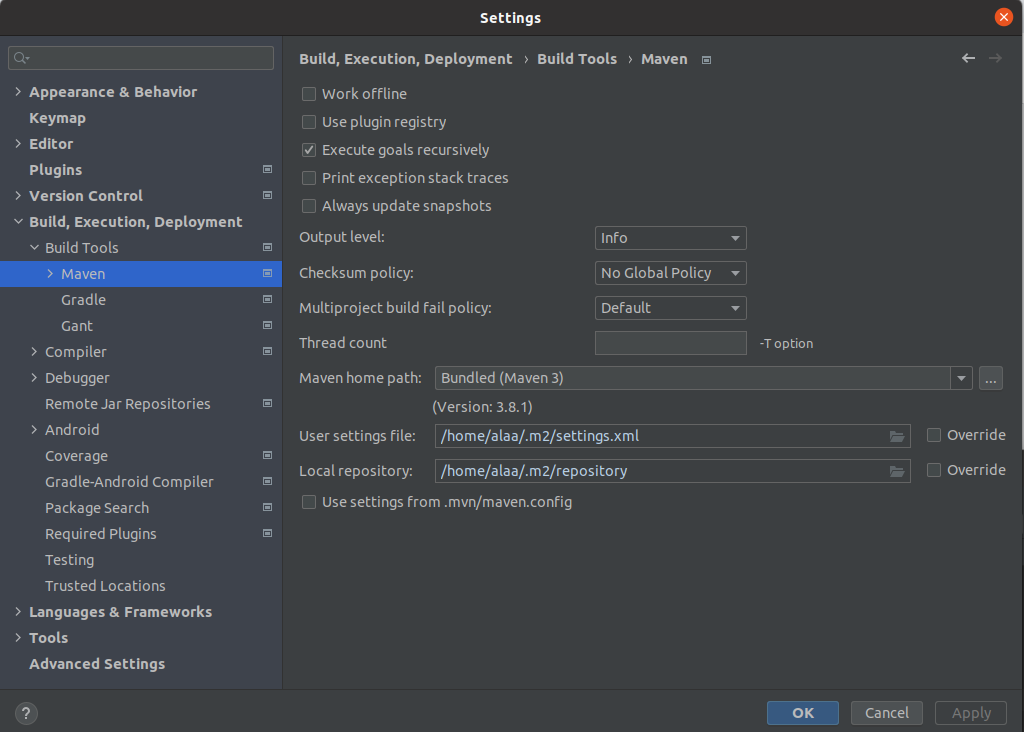 Settings
Build, Execution, Deployment › Build Tools › Maven
Appearance & Behavior
Keymap
Editor
Plugins
Version Control
Build, Execution, Deployment
Build Tools
Maven
Gradle
Gant
Compiler
Debugger
Remote Jar Repositories
Android
Coverage
Gradle-Android Compiler
Package Search
Required Plugins
Testing
Trusted Locations
Languages & Frameworks
Tools
Advanced Settings
Work offline
Use plugin registry
Execute goals recursively
Print exception stack traces
Always update snapshots
Output level: Info
Checksum policy: No Global Policy
Multiproject build fail policy: Default
Thread count -T option
Maven home path: Bundled (Maven 3) ...
(Version: 3.8.1)
User settings file: /home/alaa/.m2/settings.xml Override
Local repository: /home/alaa/.m2/repository Override
Use settings from .mvn/maven.config
? OK Cancel Apply